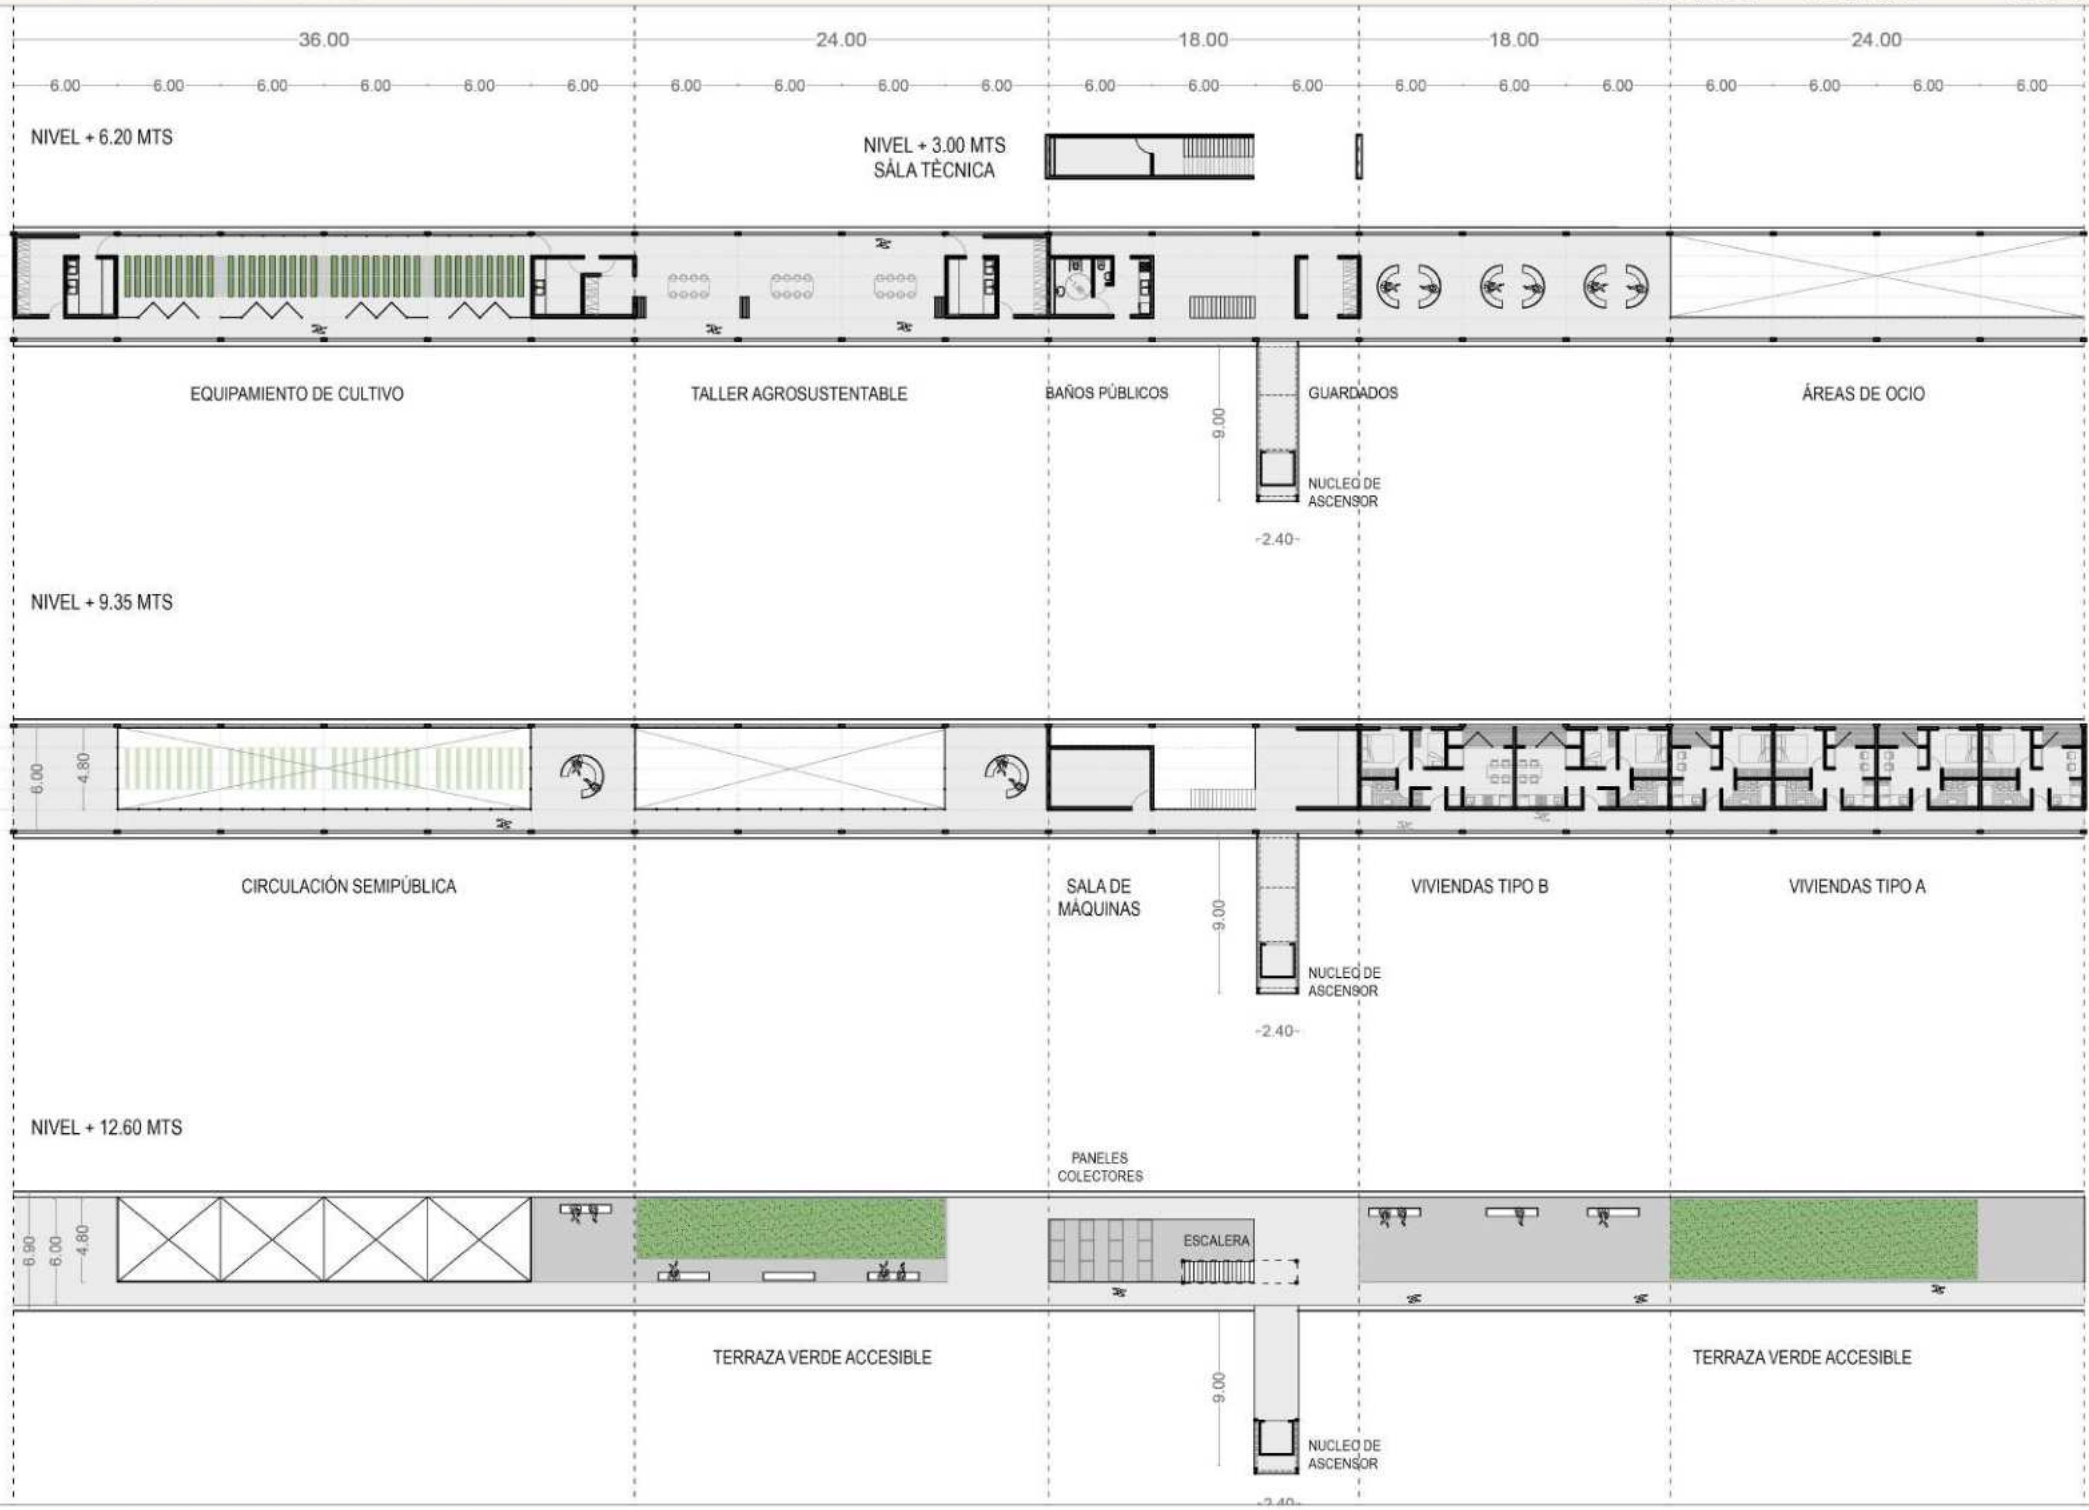 36.00 24.00 18.00 18.00 24.00
6.00 6.00 6.00 6.00 6.00 6.00 6.00 6.00 6.00 6.00 6.00 6.00 6.00 6.00 6.00 6.00 6.00 6.00 6.00 6.00
NIVEL + 6.20 MTS
NIVEL + 3.00 MTS
SÁLA TÈCNICA
EQUIPAMIENTO DE CULTIVO
TALLER AGROSUSTENTABLE
BAÑOS PÚBLICOS
GUARDADOS
ÁREAS DE OCIO
9.00
NUCLEO DE
ASCENSOR
2.40
NIVEL + 9.35 MTS
6.00
4.80
CIRCULACIÓN SEMIPÚBLICA
SALA DE
MÁQUINAS
VIVIENDAS TIPO B
VIVIENDAS TIPO A
9.00
NUCLEO DE
ASCENSOR
2.40
NIVEL + 12.60 MTS
PANELES
COLECTORES
6.90
6.00
4.80
ESCALERA
TERRAZA VERDE ACCESIBLE
TERRAZA VERDE ACCESIBLE
9.00
NUCLEO DE
ASCENSOR
2.40